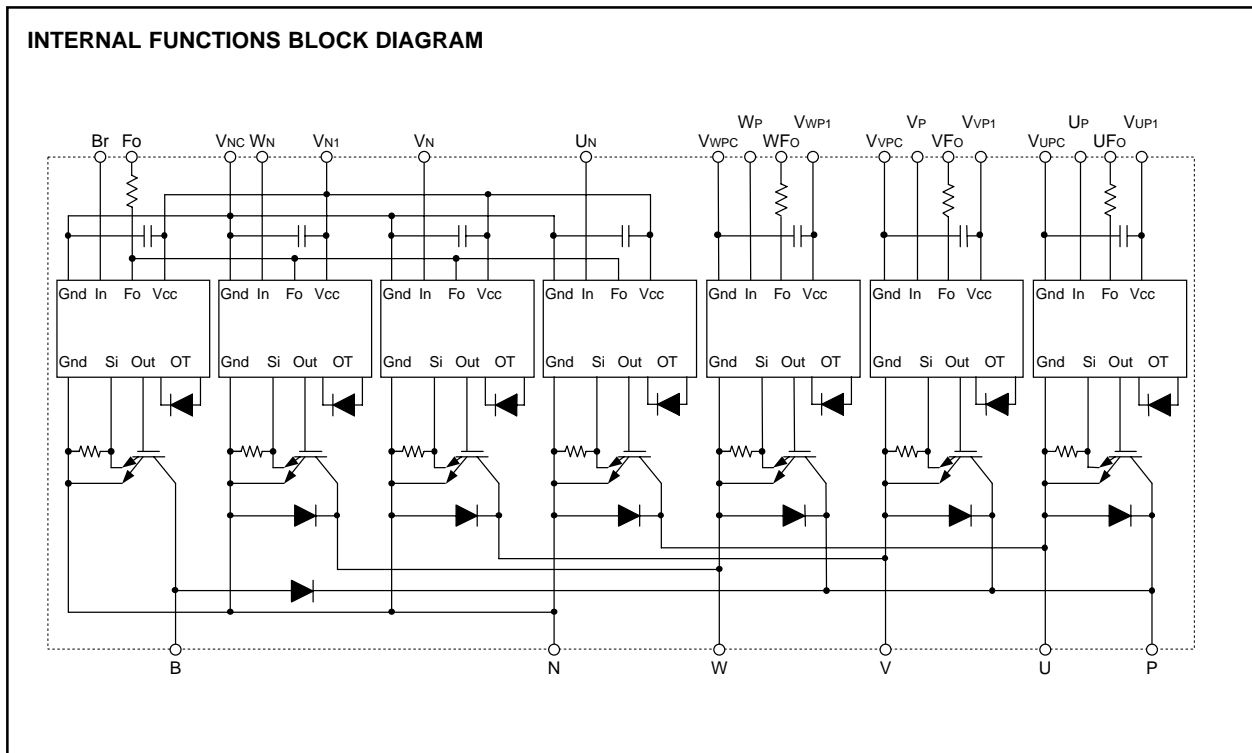 INTERNAL FUNCTIONS BLOCK DIAGRAM
WP VWP1 VP VVP1 UP VUP1
Br FO VNC WN VN1 VN UN VWPC WFO VVPC VFO VUPC UFO
Gnd In Fo Vcc Gnd In Fo Vcc Gnd In Fo Vcc Gnd In Fo Vcc Gnd In Fo Vcc Gnd In Fo Vcc Gnd In Fo Vcc
Gnd Si Out OT Gnd Si Out OT Gnd Si Out OT Gnd Si Out OT Gnd Si Out OT Gnd Si Out OT Gnd Si Out OT
B N W V U P